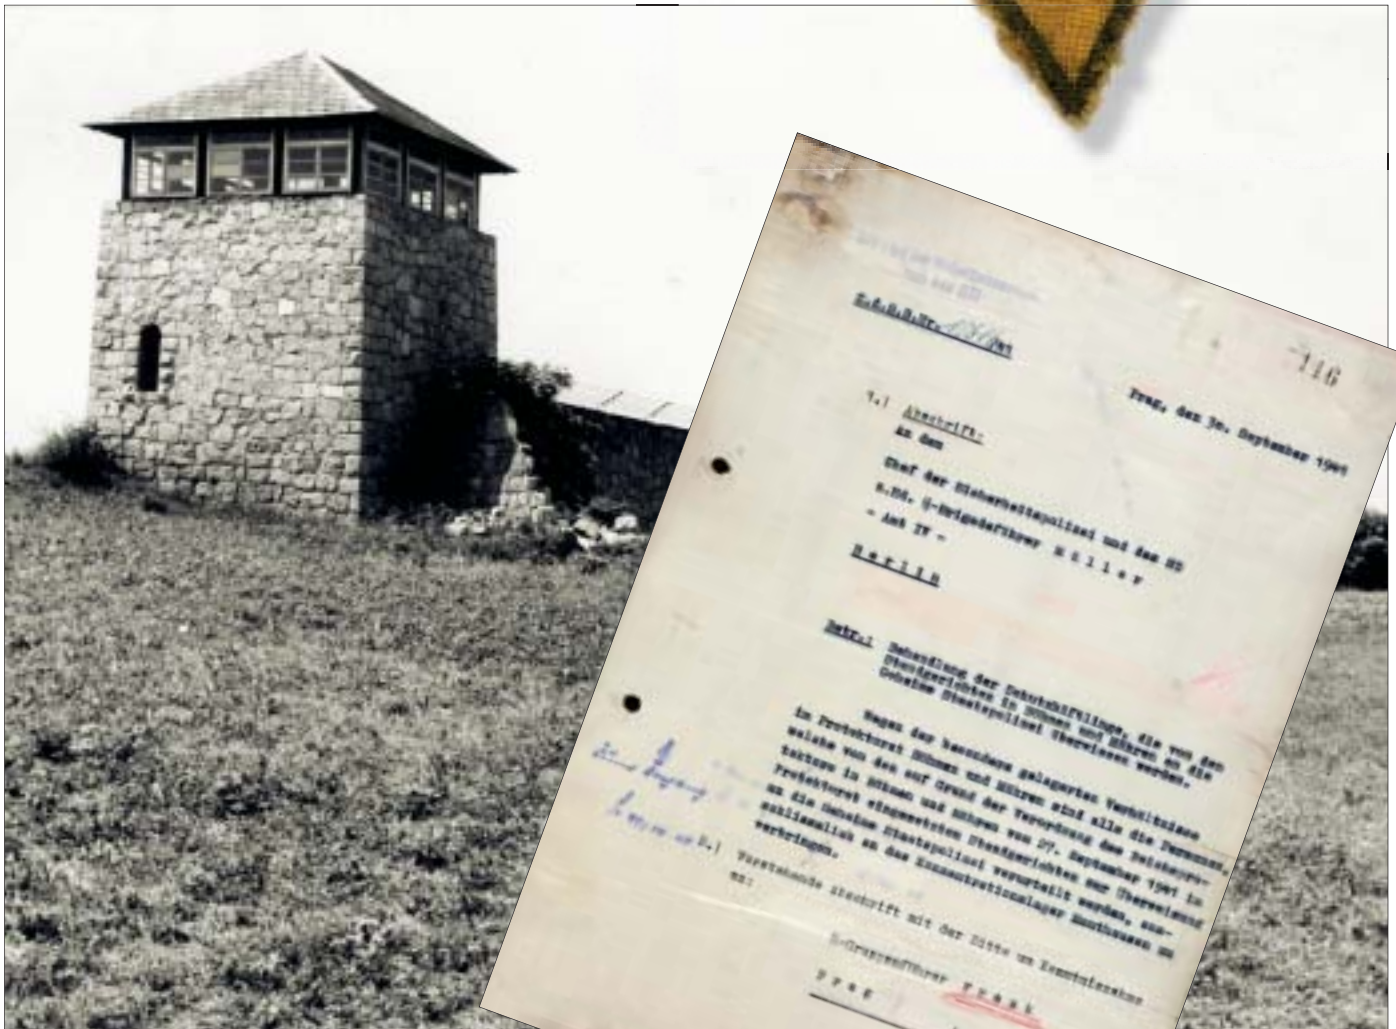 116
Prag, den 30. September 1941
1.) Abschrift:
An den
Chef der Sicherheitspolizei und des SD
z.Hd. ᛋᛋ-Brigadeführer M ü l l e r
- Amt IV -
B e r l i n
Betr.: Behandlung der Schutzhäftlinge, die von den
Standgerichten in Böhmen und Mähren an die
Geheime Staatspolizei überwiesen werden.
Wegen der besonders gelagerten Verhältnisse
im Protektorat Böhmen und Mähren sind alle die Personen,
welche von den auf Grund der Verordnung des Reichspro-
tektors in Böhmen und Mähren vom 27. September 1941 im
Protektorat eingesetzten Standgerichten zur Überweisung
an die Geheime Staatspolizei verurteilt werden, aus-
schliesslich in das Konzentrationslager Mauthausen zu
verbringen.
2.) Vorstehende Abschrift mit der Bitte um Kenntnisnahme
an:
ᛋᛋ-Gruppenführer F r a n k
P r a g